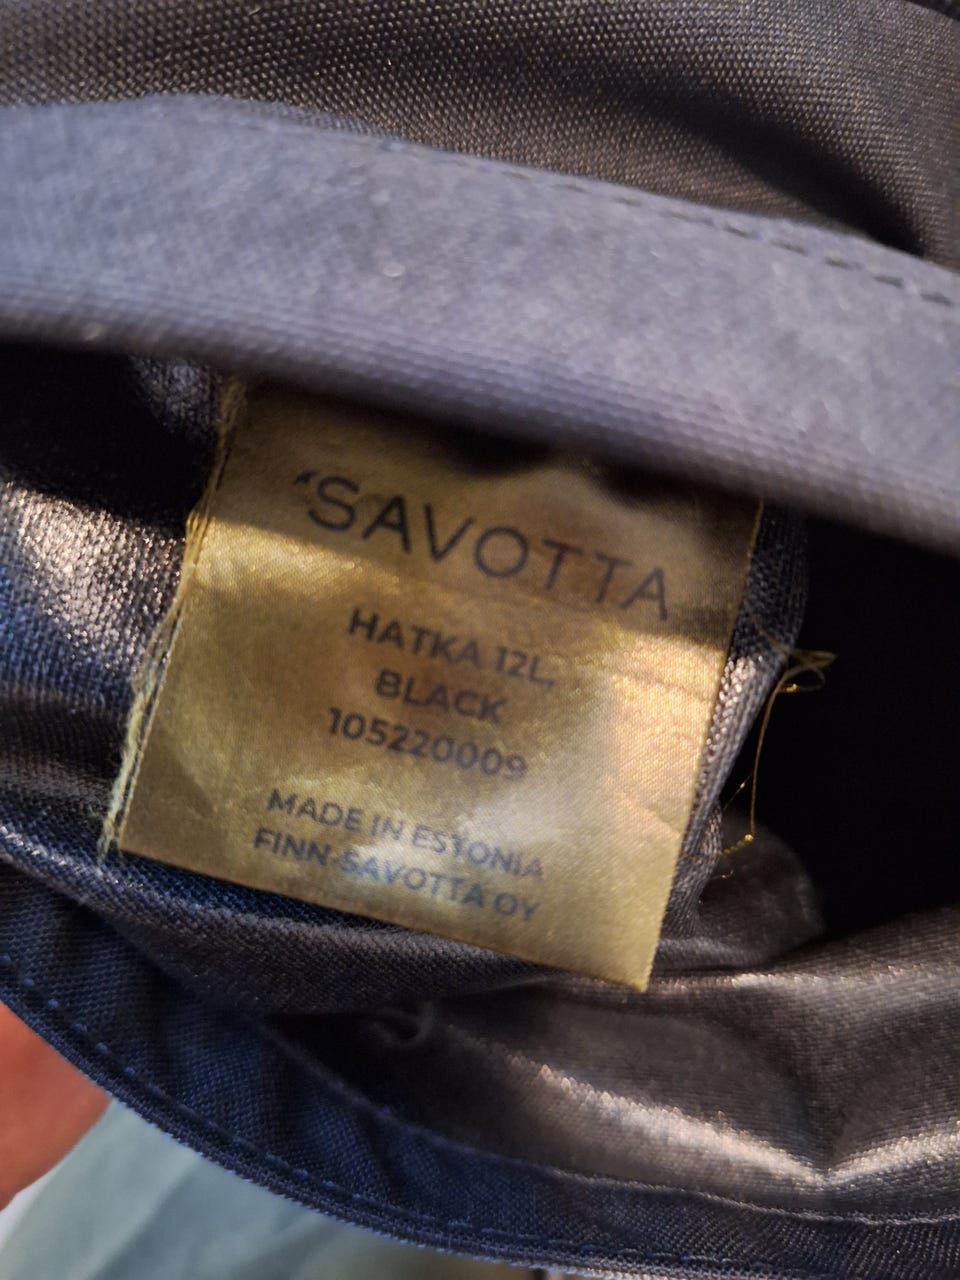 ‘SAVOTTA
HATKA 12L,
BLACK
105220009
MADE IN ESTONIA
FINN-SAVOTTA OY